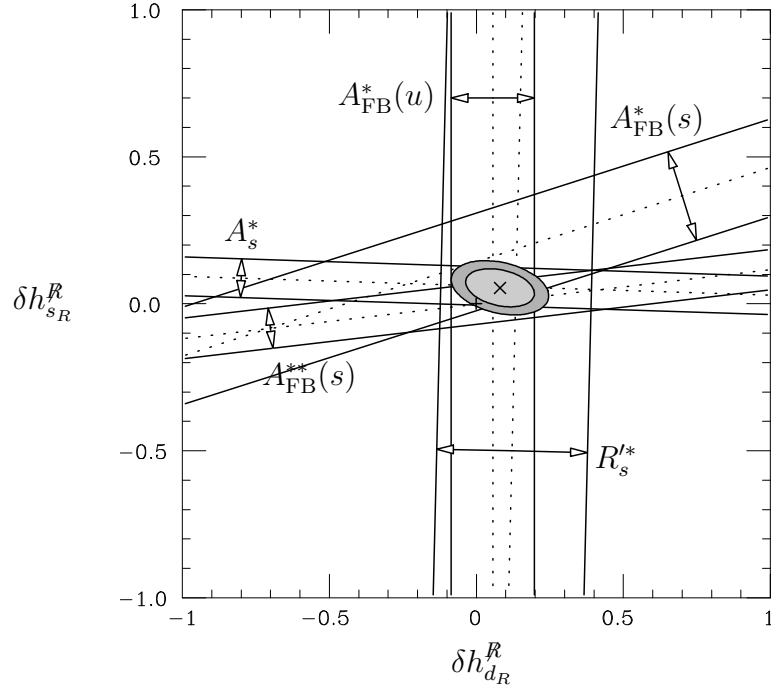 1.0
A*FB(u)
A*FB(s)
0.5
A*s
δh^R̸_{s_R}
0.0
A**FB(s)
−0.5
R′*s
−1.0
−1 −0.5 0 0.5 1
δh^R̸_{d_R}